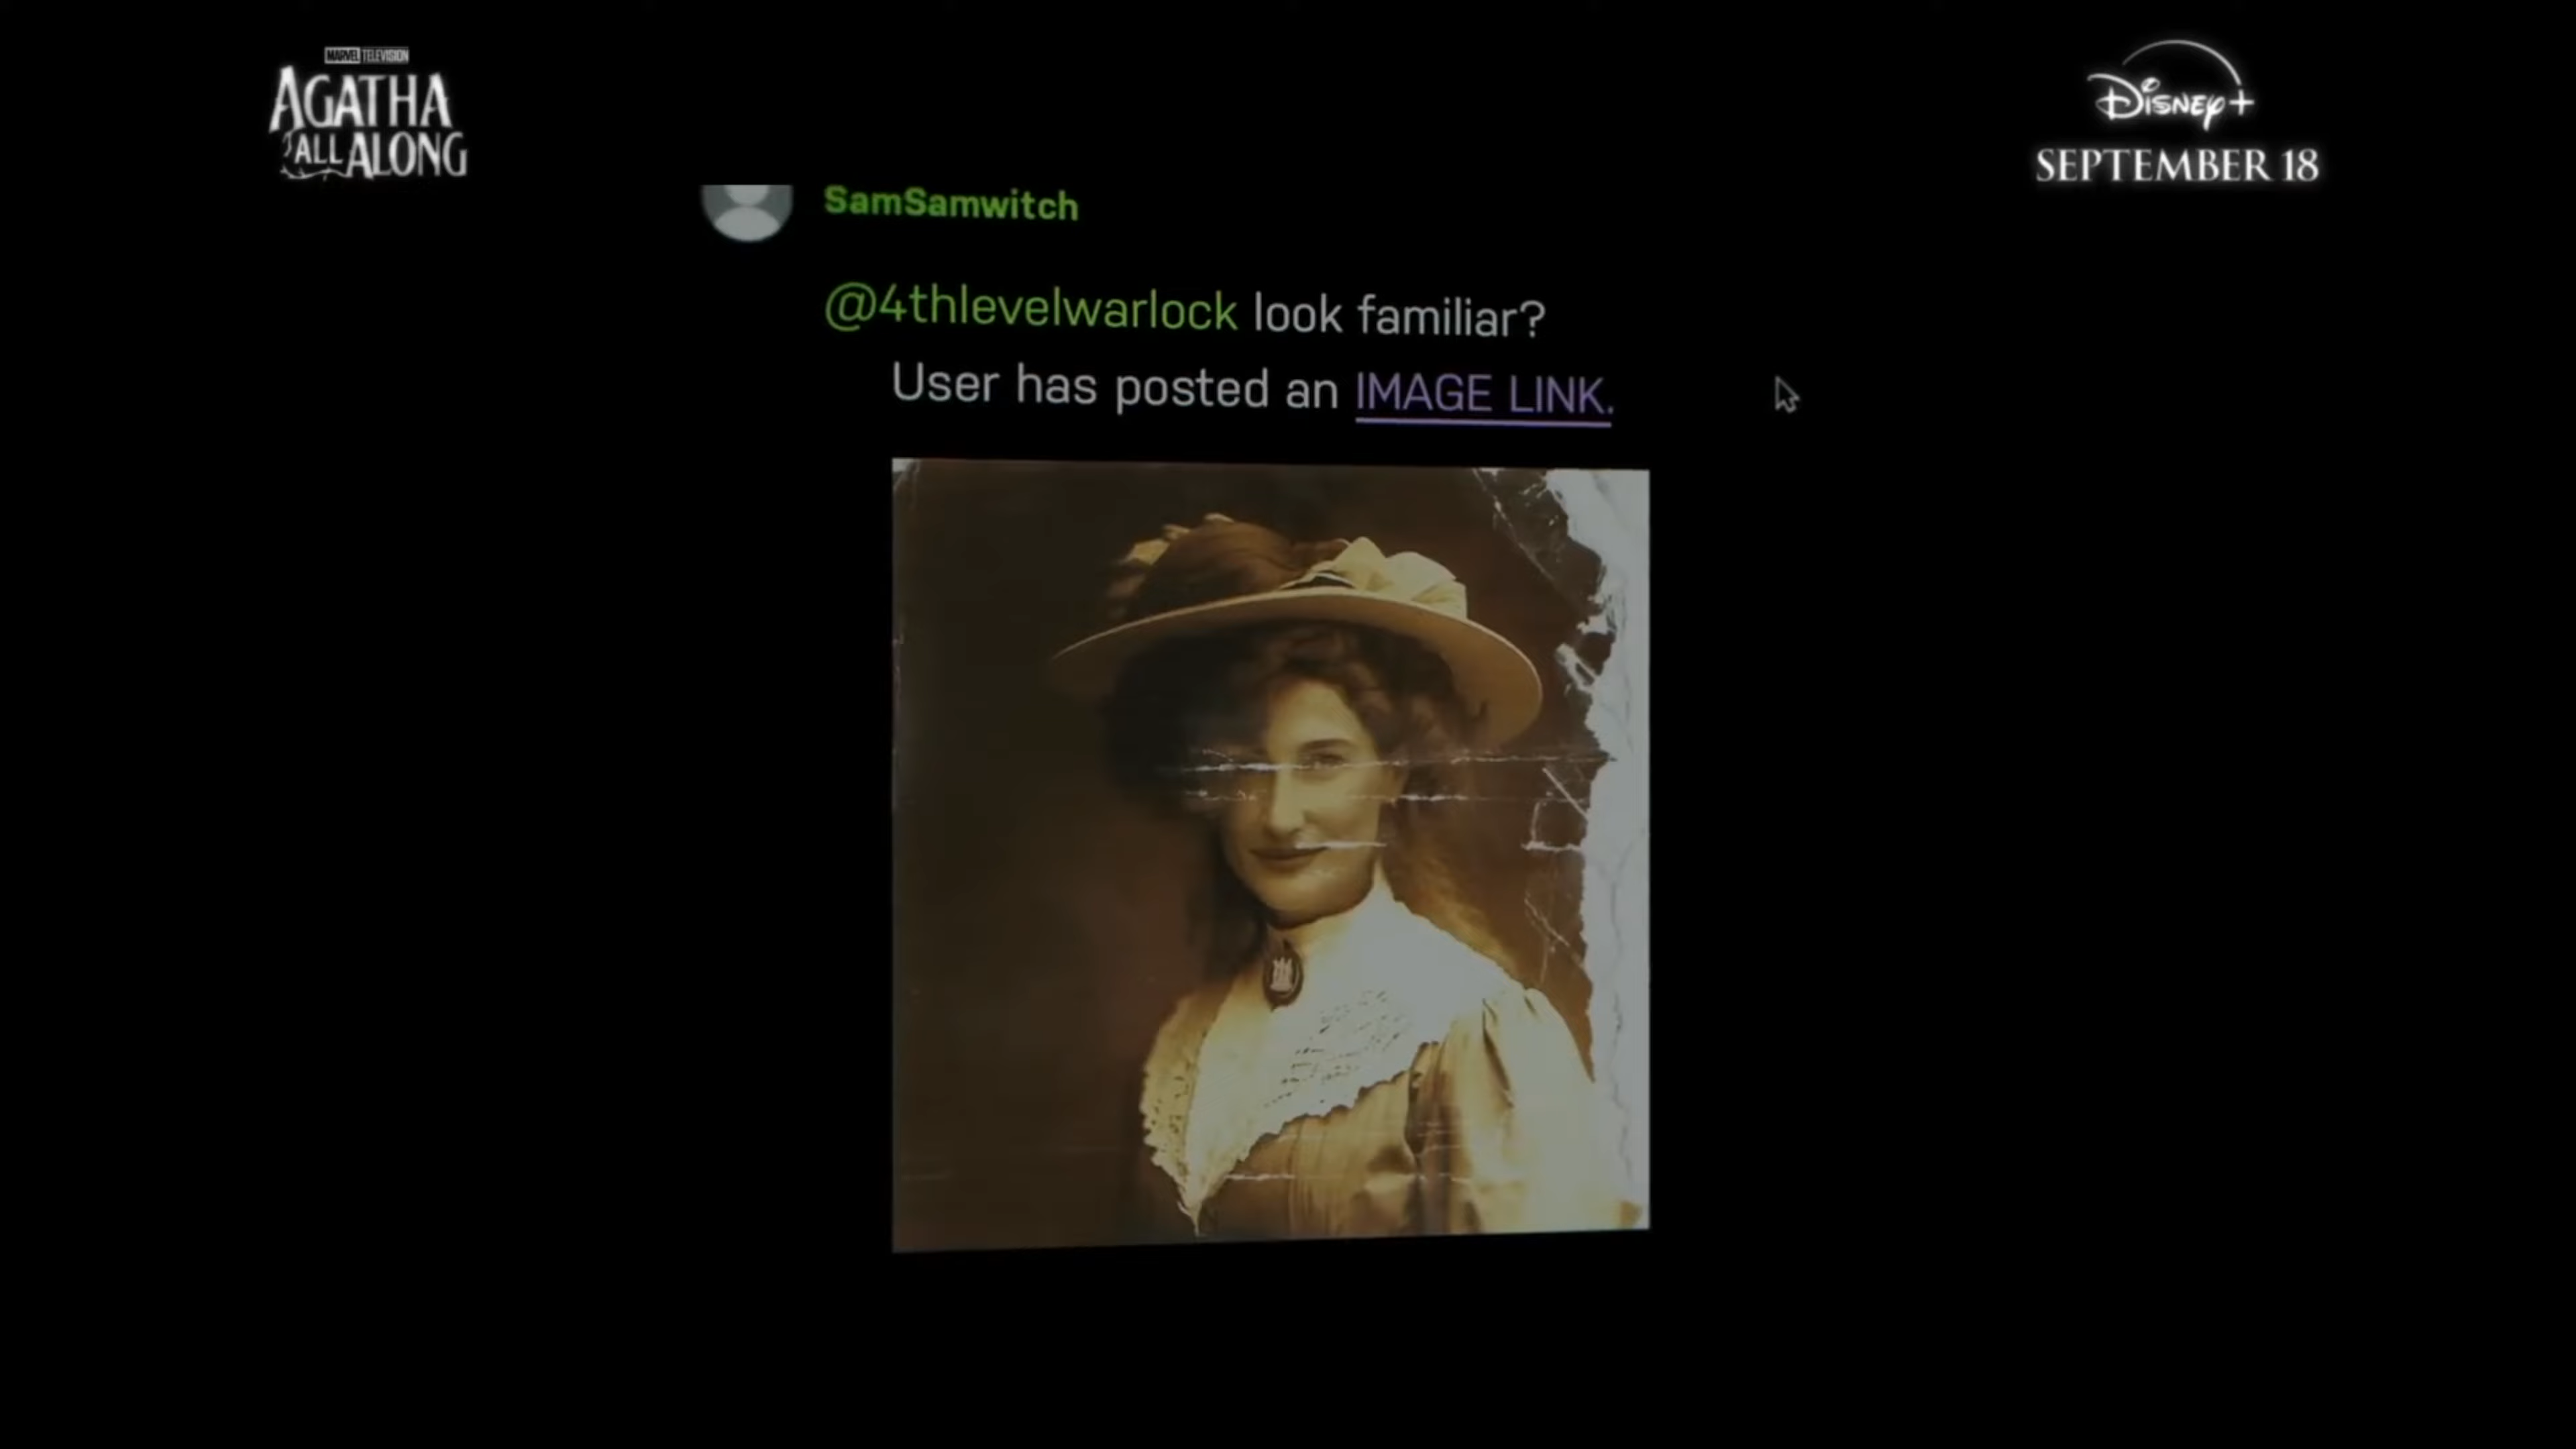 MARVEL TELEVISION
AGATHA
ALL ALONG
Disney+
SEPTEMBER 18
SamSamwitch
@4thlevelwarlock look familiar?
User has posted an IMAGE LINK.